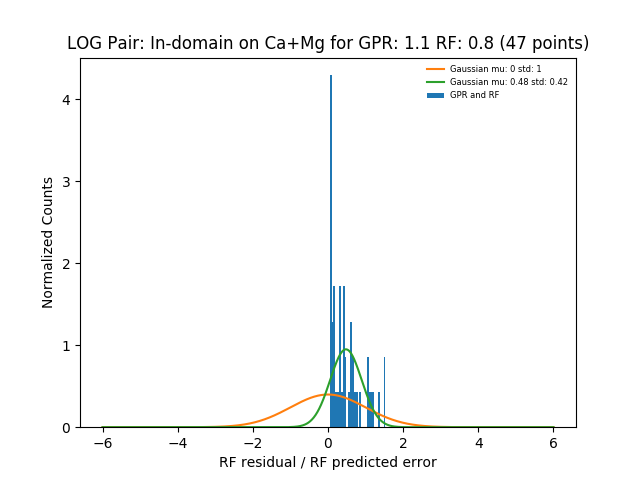 LOG Pair: In-domain on Ca+Mg for GPR: 1.1 RF: 0.8 (47 points)
Gaussian mu: 0 std: 1
Gaussian mu: 0.48 std: 0.42
GPR and RF
Normalized Counts
4
3
2
1
0
−6 −4 −2 0 2 4 6
RF residual / RF predicted error